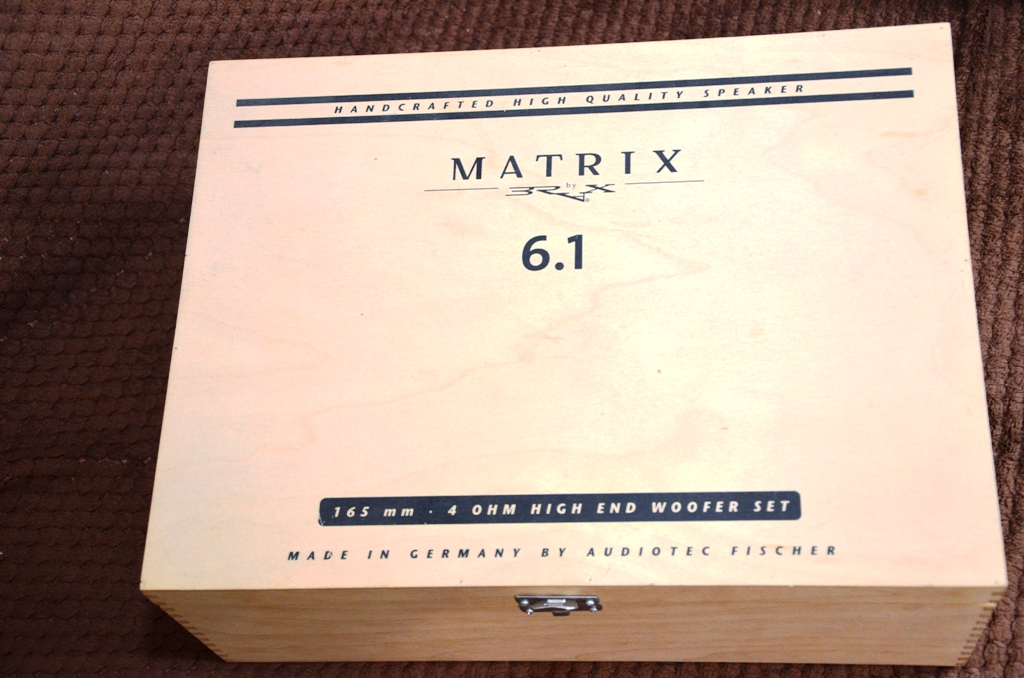 HANDCRAFTED HIGH QUALITY SPEAKER
MATRIX
by
BRAX
6.1
165 mm · 4 OHM HIGH END WOOFER SET
MADE IN GERMANY BY AUDIOTEC FISCHER